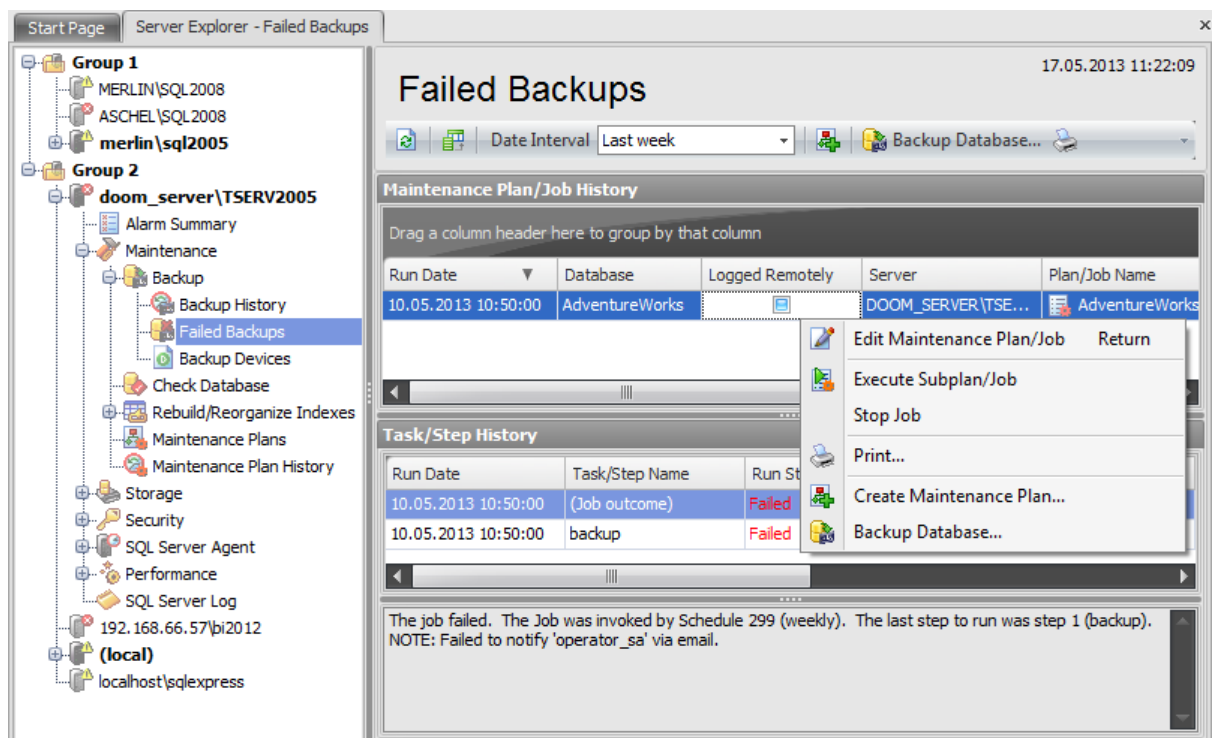 Start Page
Server Explorer - Failed Backups
Group 1
MERLIN\SQL2008
ASCHEL\SQL2008
merlin\sql2005
Group 2
doom_server\TSERV2005
Alarm Summary
Maintenance
Backup
Backup History
Failed Backups
Backup Devices
Check Database
Rebuild/Reorganize Indexes
Maintenance Plans
Maintenance Plan History
Storage
Security
SQL Server Agent
Performance
SQL Server Log
192.168.66.57\bi2012
(local)
localhost\sqlexpress
17.05.2013 11:22:09
Failed Backups
Date Interval Last week Backup Database...
Maintenance Plan/Job History
Drag a column header here to group by that column
Run Date Database Logged Remotely Server Plan/Job Name
10.05.2013 10:50:00 AdventureWorks DOOM_SERVER\TSE... AdventureWorks
Edit Maintenance Plan/Job Return
Execute Subplan/Job
Stop Job
Print...
Create Maintenance Plan...
Backup Database...
Task/Step History
Run Date Task/Step Name Run St
10.05.2013 10:50:00 (Job outcome) Failed
10.05.2013 10:50:00 backup Failed
The job failed. The Job was invoked by Schedule 299 (weekly). The last step to run was step 1 (backup).
NOTE: Failed to notify 'operator_sa' via email.